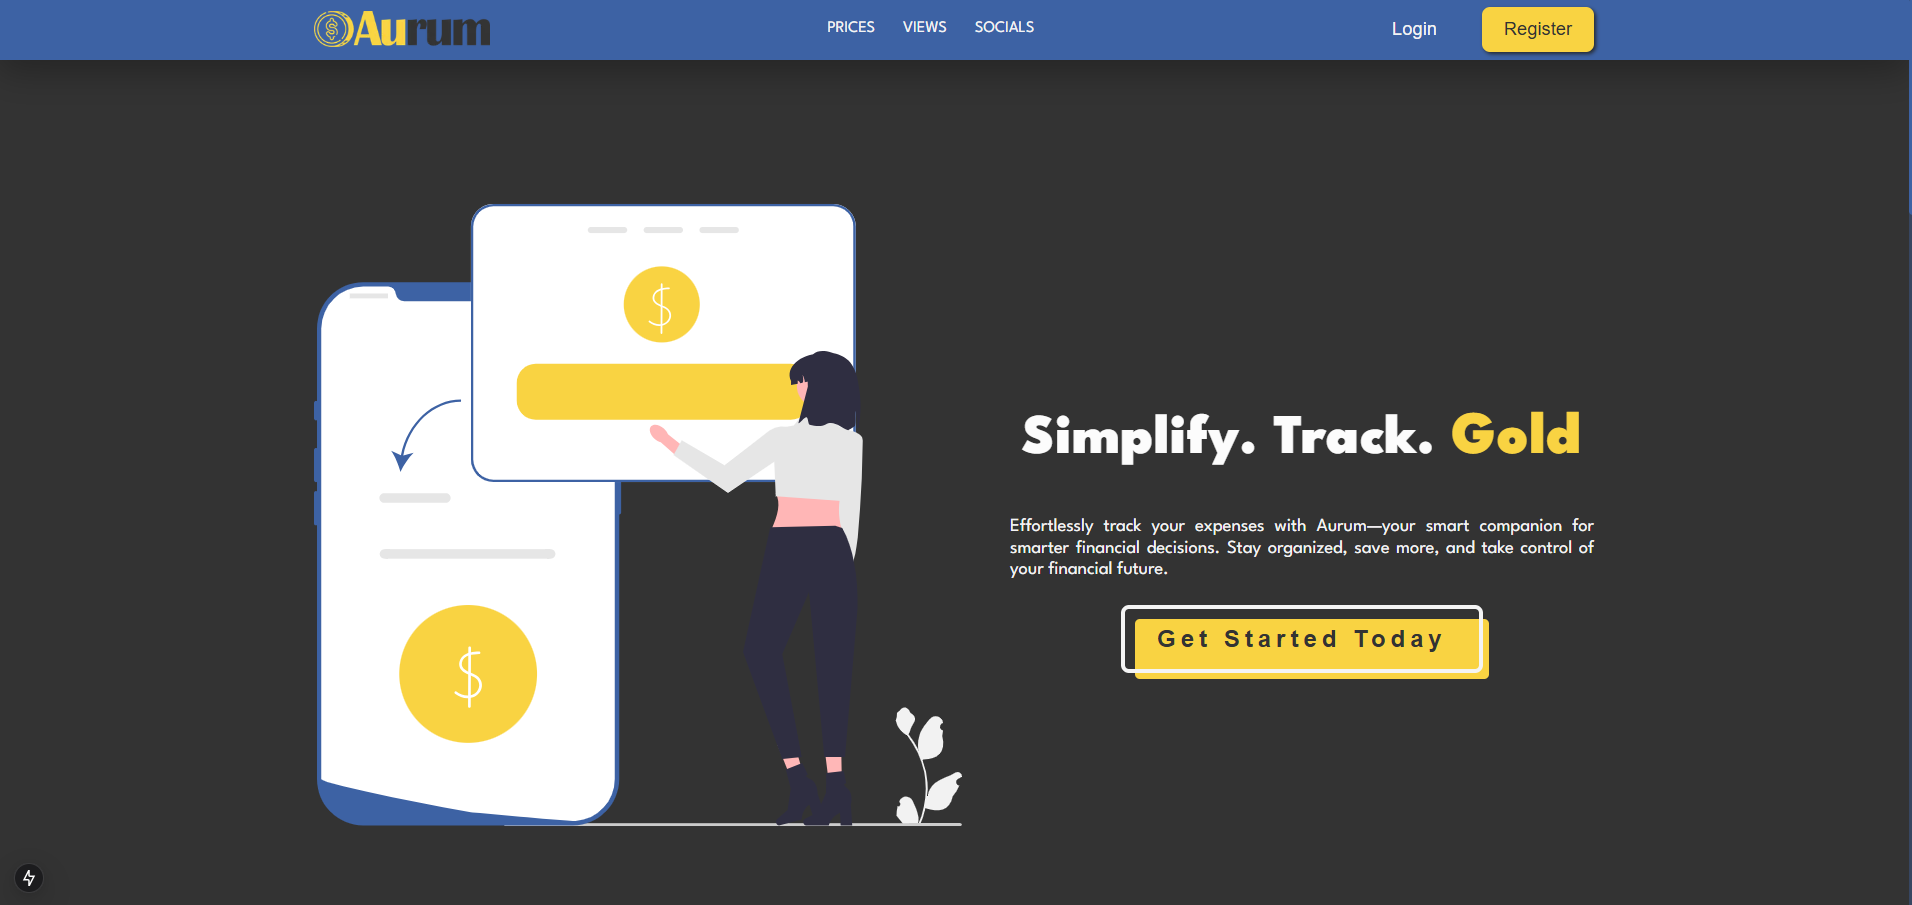 Aurum
PRICES VIEWS SOCIALS
Login
Register
$
$
Simplify. Track. Gold
Effortlessly track your expenses with Aurum—your smart companion for
smarter financial decisions. Stay organized, save more, and take control of
your financial future.
Get Started Today